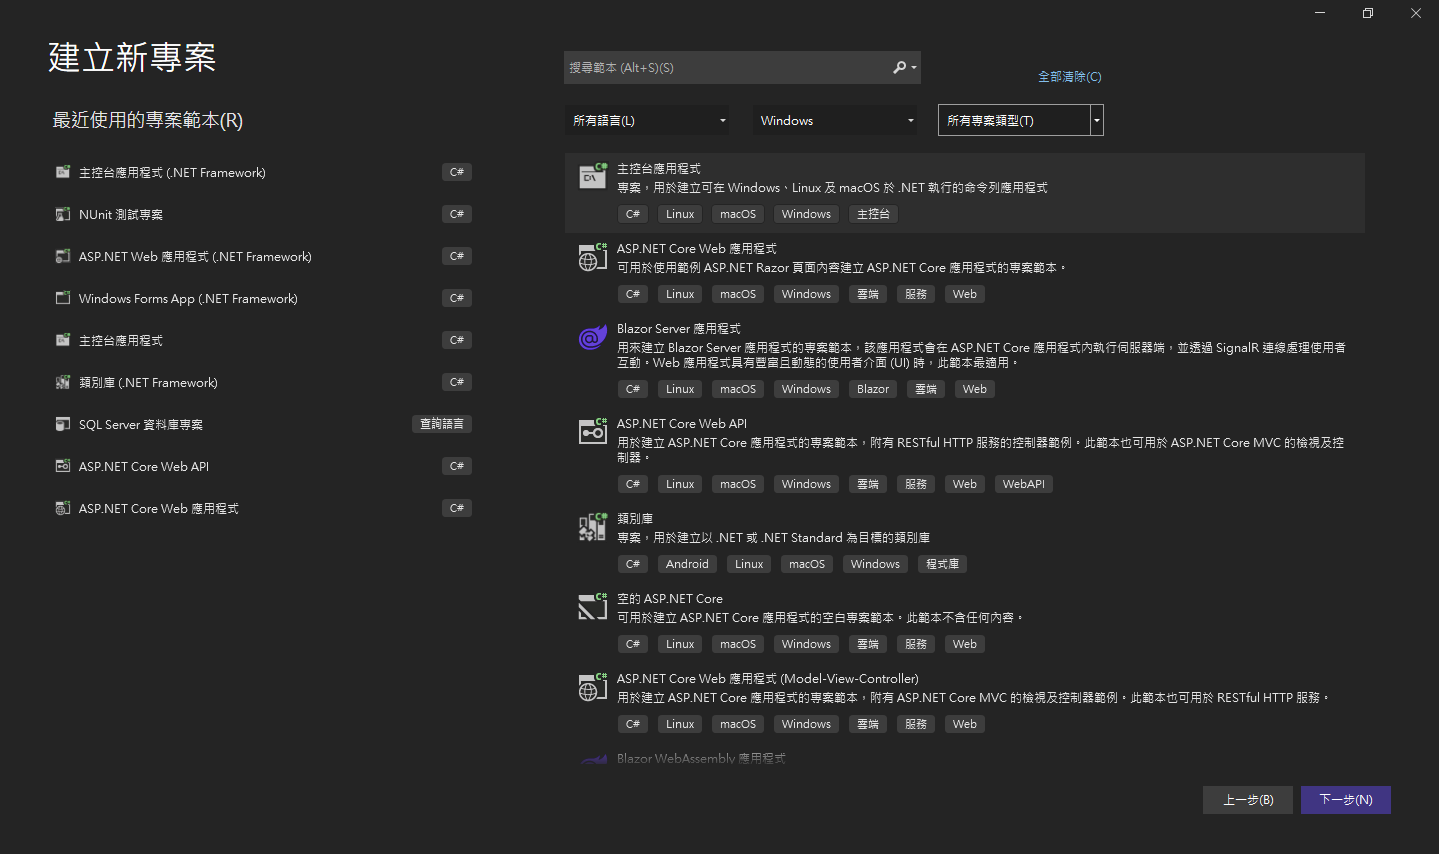 建立新專案
最近使用的專案範本(R)
主控台應用程式 (.NET Framework) C#
NUnit 測試專案 C#
ASP.NET Web 應用程式 (.NET Framework) C#
Windows Forms App (.NET Framework) C#
主控台應用程式 C#
類別庫 (.NET Framework) C#
SQL Server 資料庫專案 查詢語言
ASP.NET Core Web API C#
ASP.NET Core Web 應用程式 C#
搜尋範本 (Alt+S)(S)
全部清除(C)
所有語言(L) Windows 所有專案類型(T)
主控台應用程式
專案，用於建立可在 Windows、Linux 及 macOS 於 .NET 執行的命令列應用程式
C# Linux macOS Windows 主控台
ASP.NET Core Web 應用程式
可用於使用範例 ASP.NET Razor 頁面內容建立 ASP.NET Core 應用程式的專案範本。
C# Linux macOS Windows 雲端 服務 Web
Blazor Server 應用程式
用來建立 Blazor Server 應用程式的專案範本，該應用程式會在 ASP.NET Core 應用程式內執行伺服器端，並透過 SignalR 連線處理使用者
互動。Web 應用程式具有豐富且動態的使用者介面 (UI) 時，此範本最適用。
C# Linux macOS Windows Blazor 雲端 Web
ASP.NET Core Web API
用於建立 ASP.NET Core 應用程式的專案範本，附有 RESTful HTTP 服務的控制器範例。此範本也可用於 ASP.NET Core MVC 的檢視及控
制器。
C# Linux macOS Windows 雲端 服務 Web WebAPI
類別庫
專案，用於建立以 .NET 或 .NET Standard 為目標的類別庫
C# Android Linux macOS Windows 程式庫
空的 ASP.NET Core
可用於建立 ASP.NET Core 應用程式的空白專案範本。此範本不含任何內容。
C# Linux macOS Windows 雲端 服務 Web
ASP.NET Core Web 應用程式 (Model-View-Controller)
用於建立 ASP.NET Core 應用程式的專案範本，附有 ASP.NET Core MVC 的檢視及控制器範例。此範本也可用於 RESTful HTTP 服務。
C# Linux macOS Windows 雲端 服務 Web
Blazor WebAssembly 應用程式
上一步(B) 下一步(N)